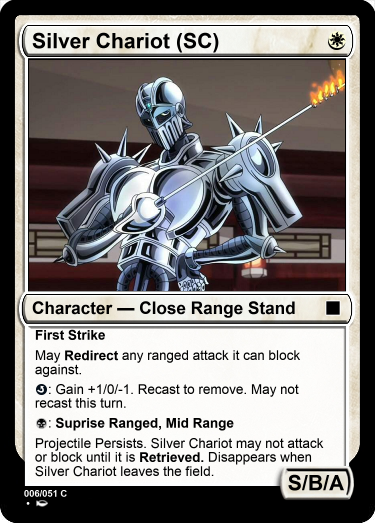 Silver Chariot (SC)
Character — Close Range Stand
First Strike
May Redirect any ranged attack it can block
against.
: Gain +1/0/-1. Recast to remove. May not
recast this turn.
: Suprise Ranged, Mid Range
Projectile Persists. Silver Chariot may not attack
or block until it is Retrieved. Disappears when
Silver Chariot leaves the field.
S/B/A
006/051 C